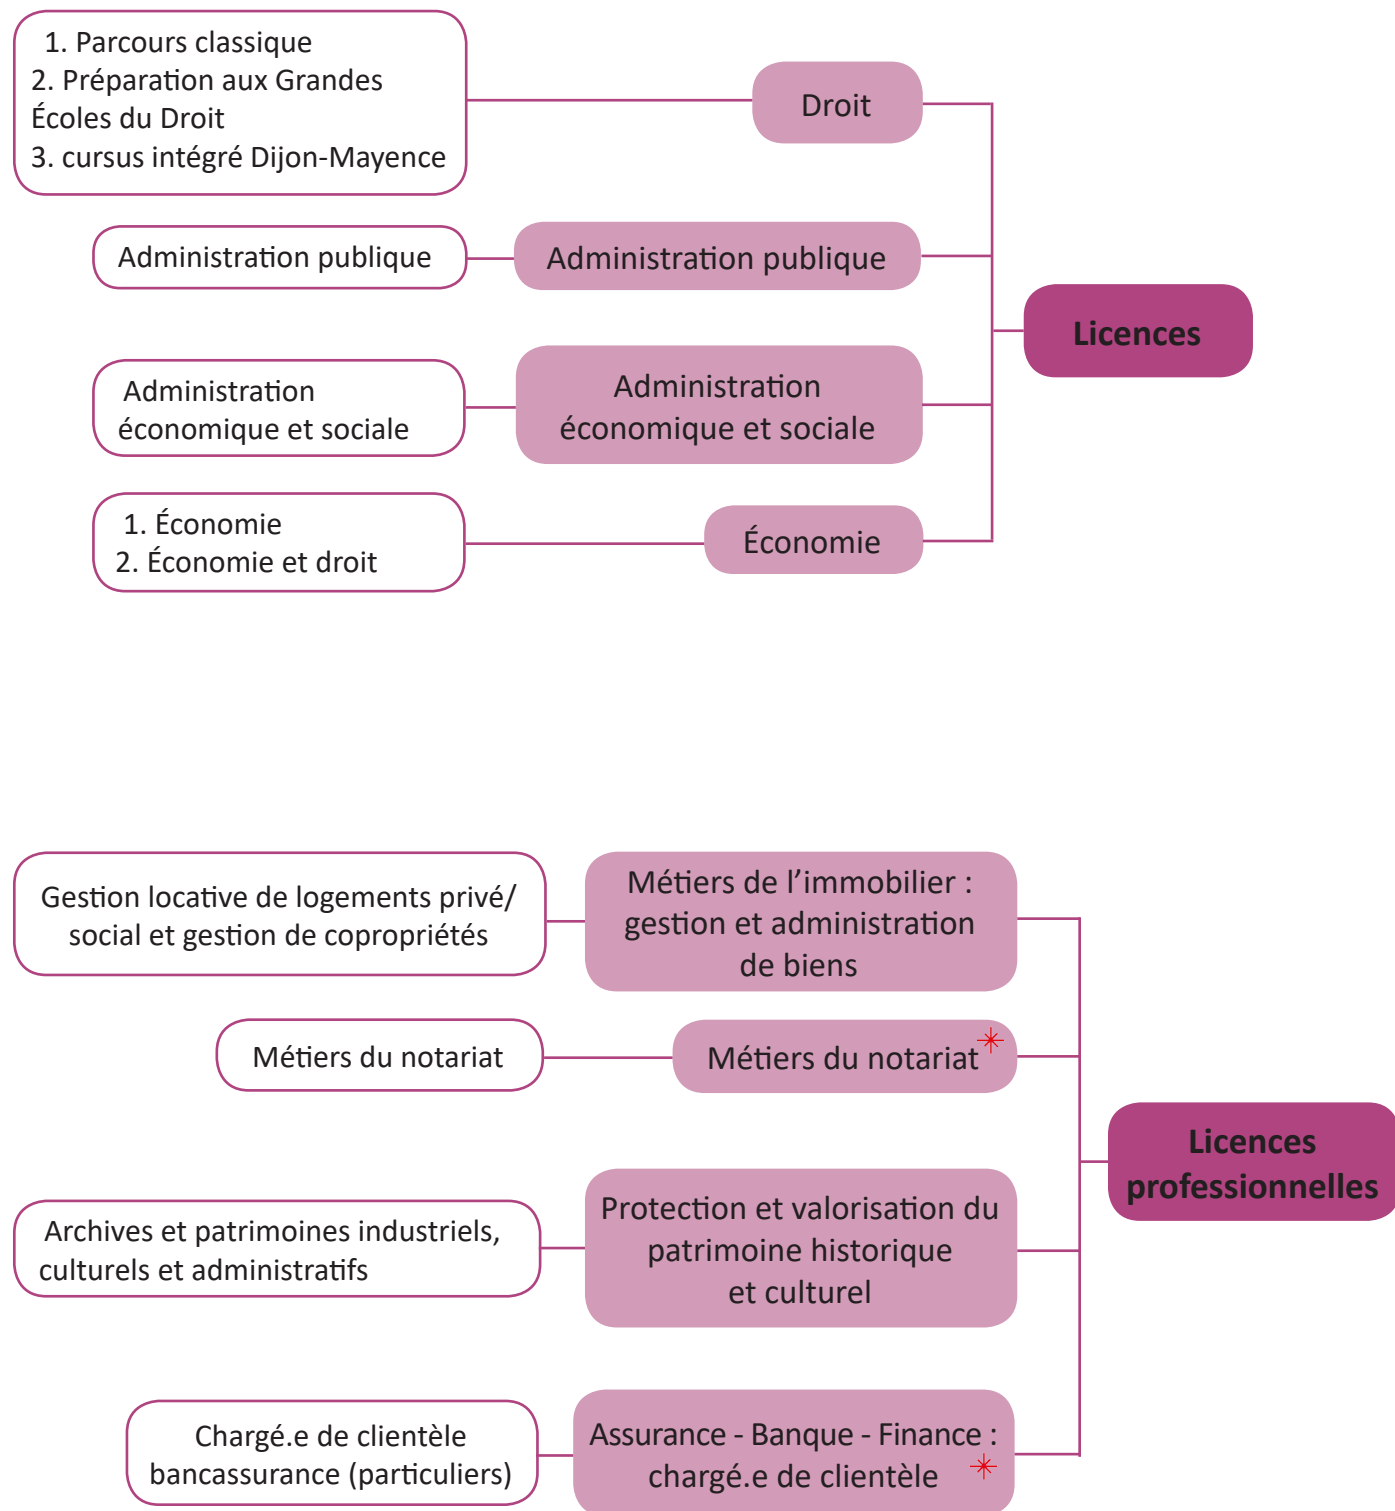 1. Parcours classique
2. Préparation aux Grandes
Écoles du Droit
3. cursus intégré Dijon-Mayence
Droit
Administration publique
Administration publique
Licences
Administration
économique et sociale
Administration
économique et sociale
1. Économie
2. Économie et droit
Économie
Gestion locative de logements privé/
social et gestion de copropriétés
Métiers de l’immobilier :
gestion et administration
de biens
Métiers du notariat
Métiers du notariat*
Licences
professionnelles
Archives et patrimoines industriels,
culturels et administratifs
Protection et valorisation du
patrimoine historique
et culturel
Chargé.e de clientèle
bancassurance (particuliers)
Assurance - Banque - Finance :
chargé.e de clientèle *